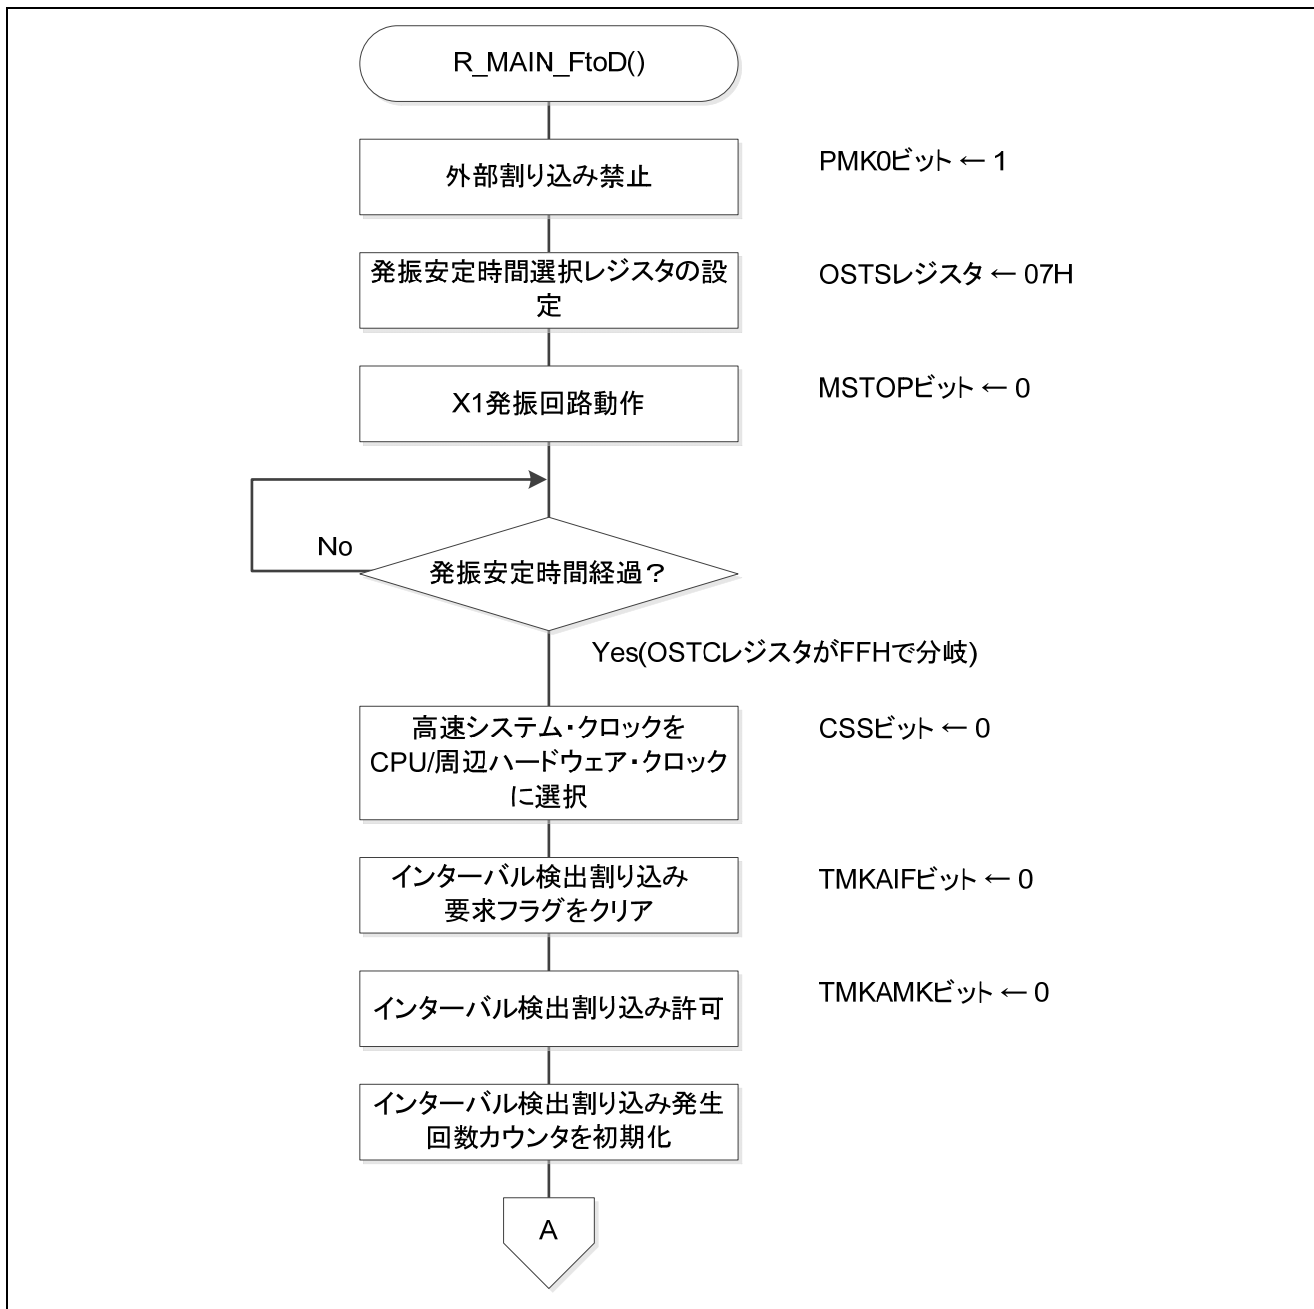 R_MAIN_FtoD()
外部割り込み禁止
PMK0ビット ← 1
発振安定時間選択レジスタの設
定
OSTSレジスタ ← 07H
X1発振回路動作
MSTOPビット ← 0
No
発振安定時間経過？
Yes(OSTCレジスタがFFHで分岐)
高速システム・クロックを
CPU/周辺ハードウェア・クロック
に選択
CSSビット ← 0
インターバル検出割り込み
要求フラグをクリア
TMKAIFビット ← 0
インターバル検出割り込み許可
TMKAMKビット ← 0
インターバル検出割り込み発生
回数カウンタを初期化
A